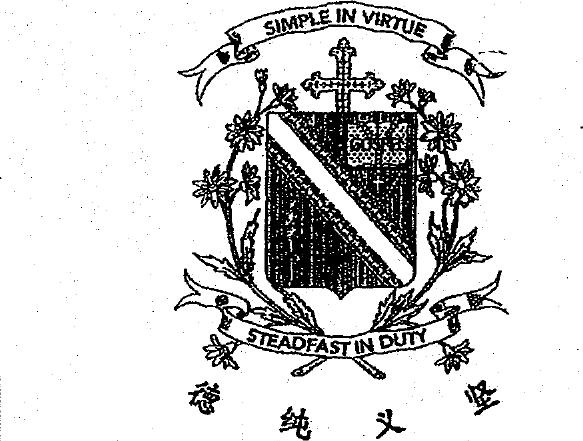 SIMPLE IN VIRTUE
GOSPEL
STEADFAST IN DUTY
德 纯 义 坚